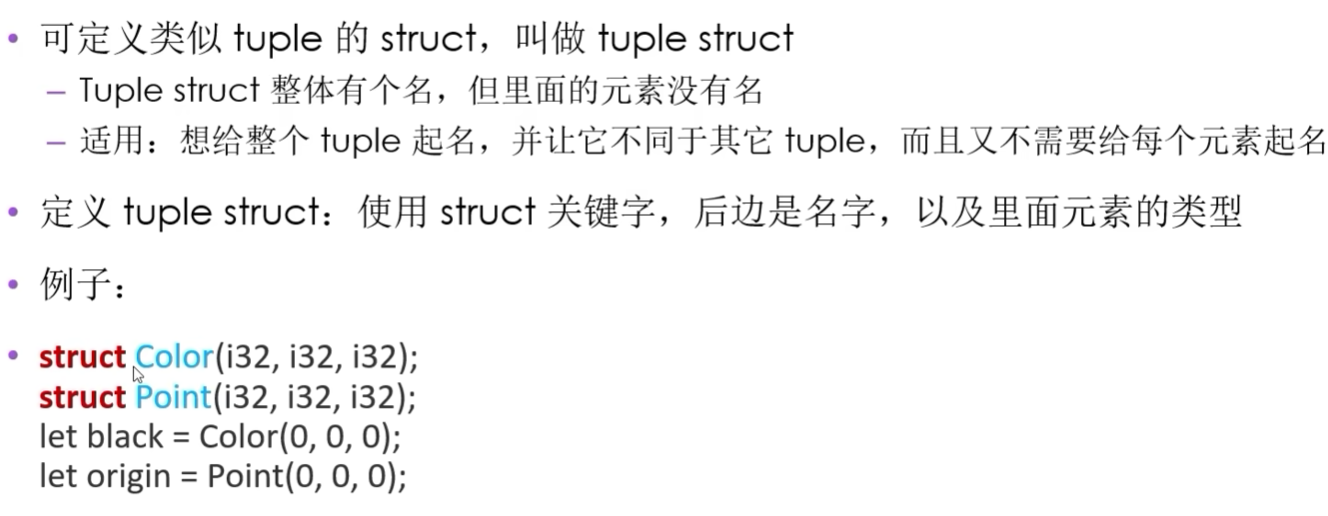 • 可定义类似 tuple 的 struct，叫做 tuple struct
– Tuple struct 整体有个名，但里面的元素没有名
– 适用：想给整个 tuple 起名，并让它不同于其它 tuple，而且又不需要给每个元素起名
• 定义 tuple struct：使用 struct 关键字，后边是名字，以及里面元素的类型
• 例子：
• struct Color(i32, i32, i32);
struct Point(i32, i32, i32);
let black = Color(0, 0, 0);
let origin = Point(0, 0, 0);